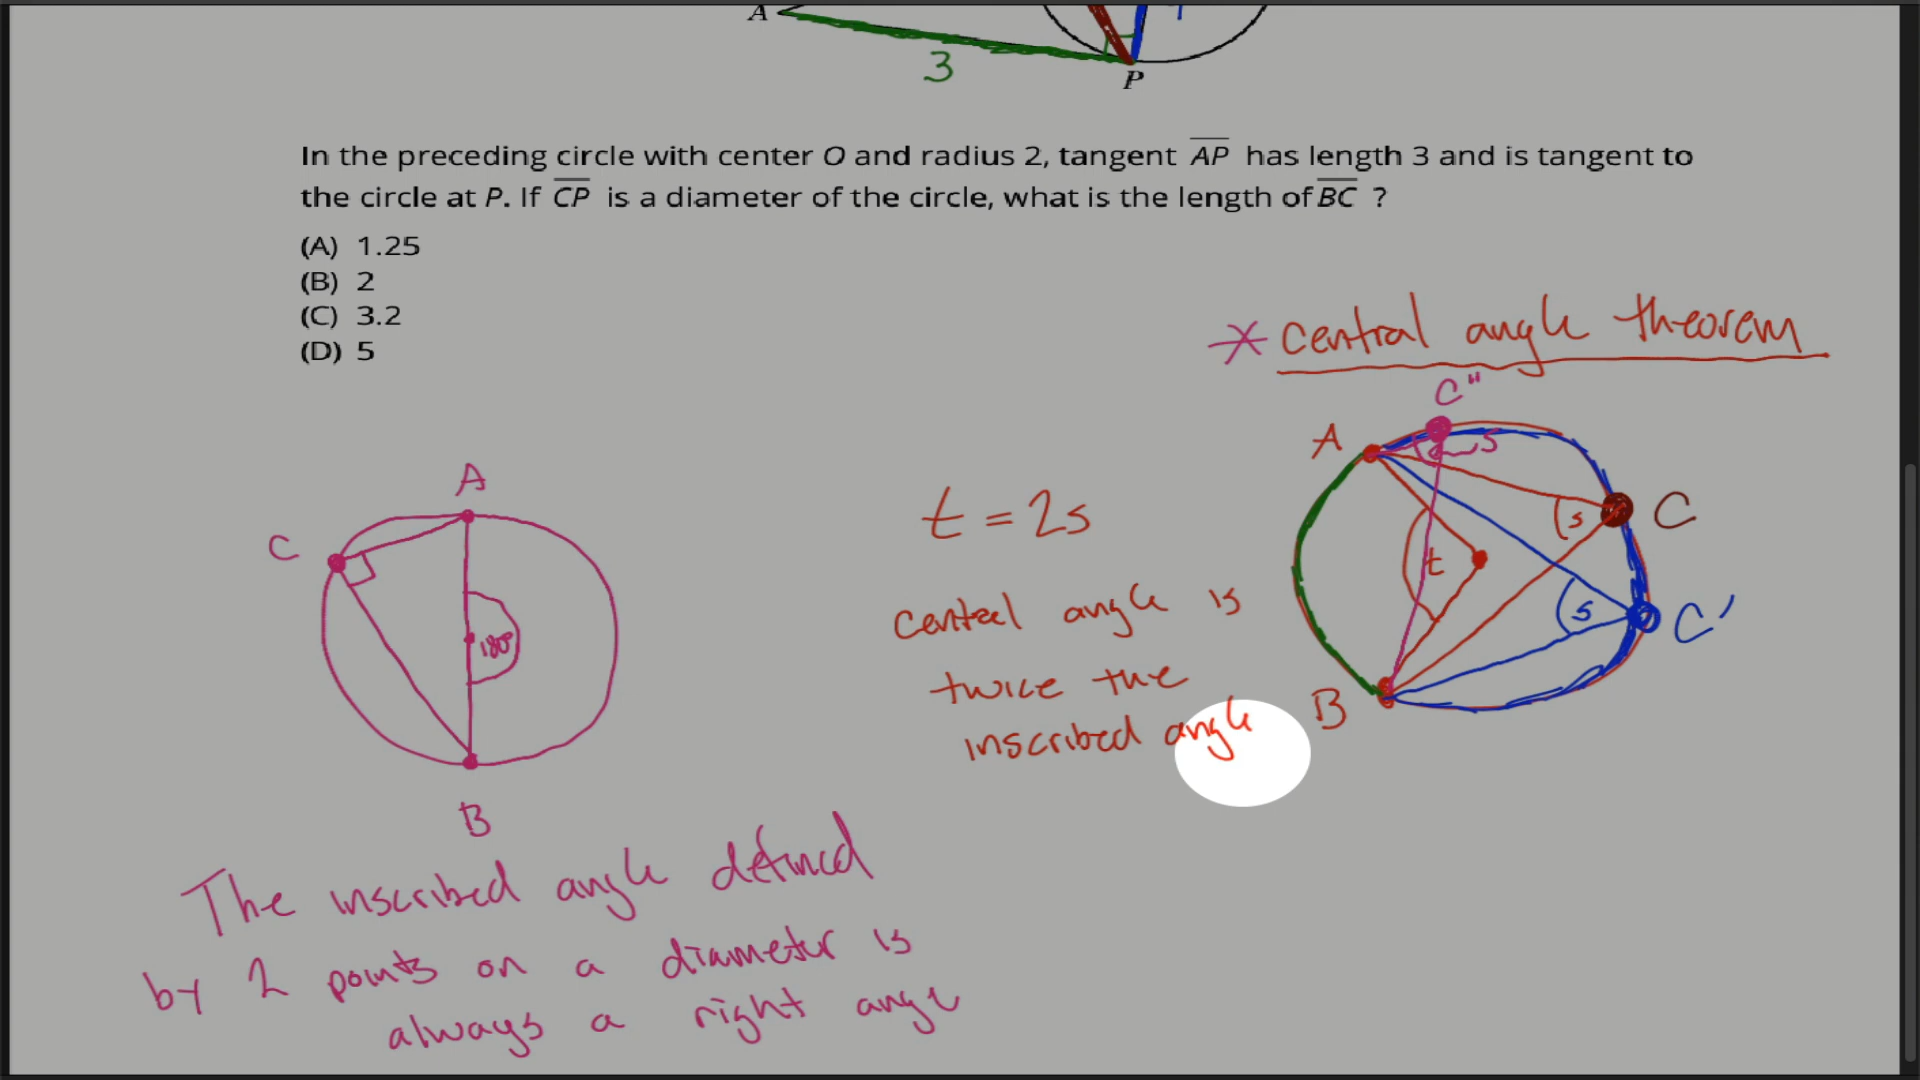 A
3
P
In the preceding circle with center O and radius 2, tangent AP has length 3 and is tangent to
the circle at P. If CP is a diameter of the circle, what is the length of BC ?
(A) 1.25
(B) 2
(C) 3.2
(D) 5
* Central angle theorem
C"
A
s
t = 2s
s
C
t
Central angle is
s
C'
twice the
B
inscribed angle
A
C
180°
B
The inscribed angle defined
by 2 points on a diameter is
always a right angle